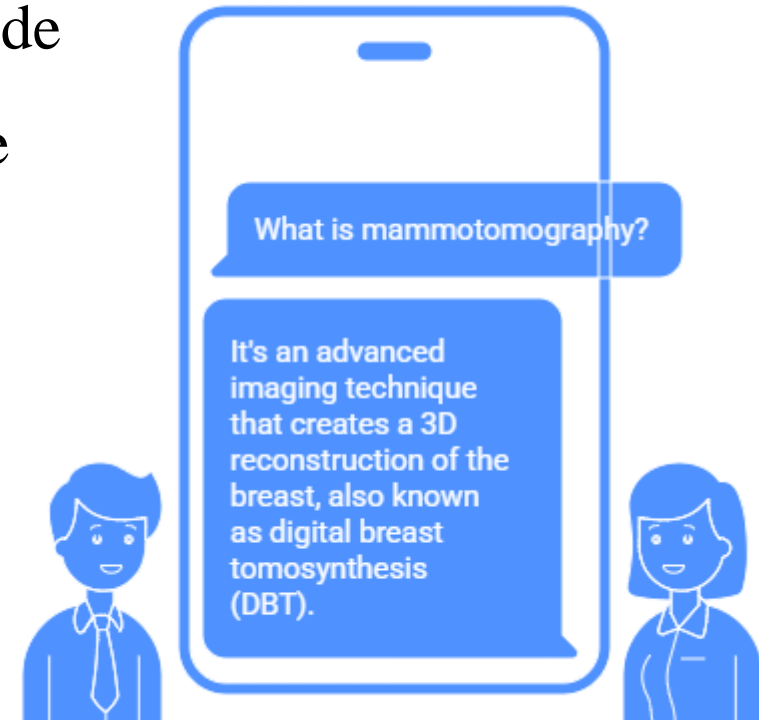 de
e
What is mammotomography?
It's an advanced
imaging technique
that creates a 3D
reconstruction of the
breast, also known
as digital breast
tomosynthesis
(DBT).